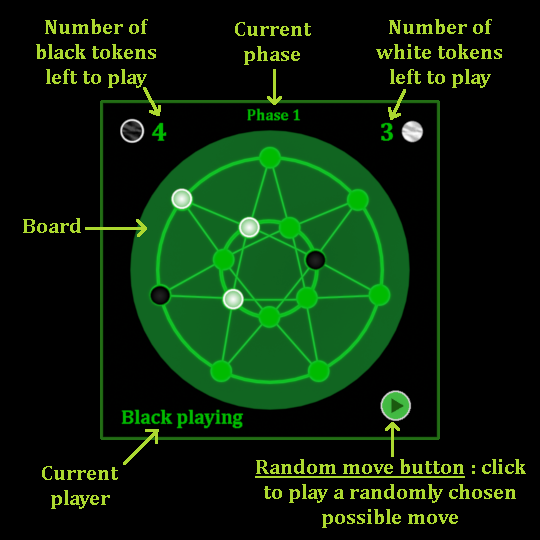 Number of
black tokens
left to play
Current
phase
Number of
white tokens
left to play
Phase 1
4
3
Board
Black playing
Current
player
Random move button : click
to play a randomly chosen
possible move